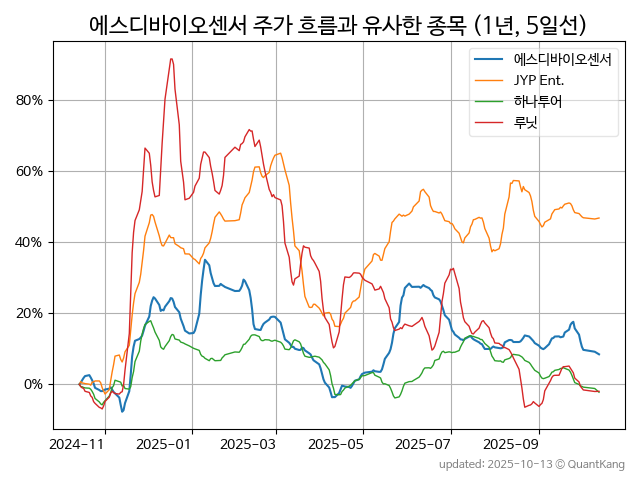 에스디바이오센서 주가 흐름과 유사한 종목 (1년, 5일선)
에스디바이오센서
JYP Ent.
하나투어
루닛
80%
60%
40%
20%
0%
2024-11 2025-01 2025-03 2025-05 2025-07 2025-09
updated: 2025-10-13 © QuantKang